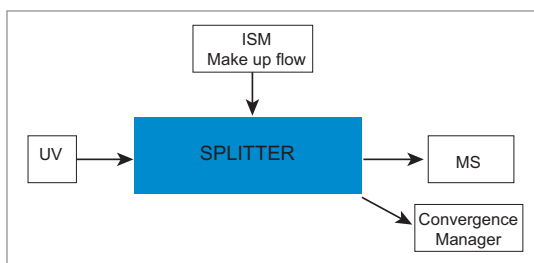 ISM
Make up flow
UV
SPLITTER
MS
Convergence
Manager